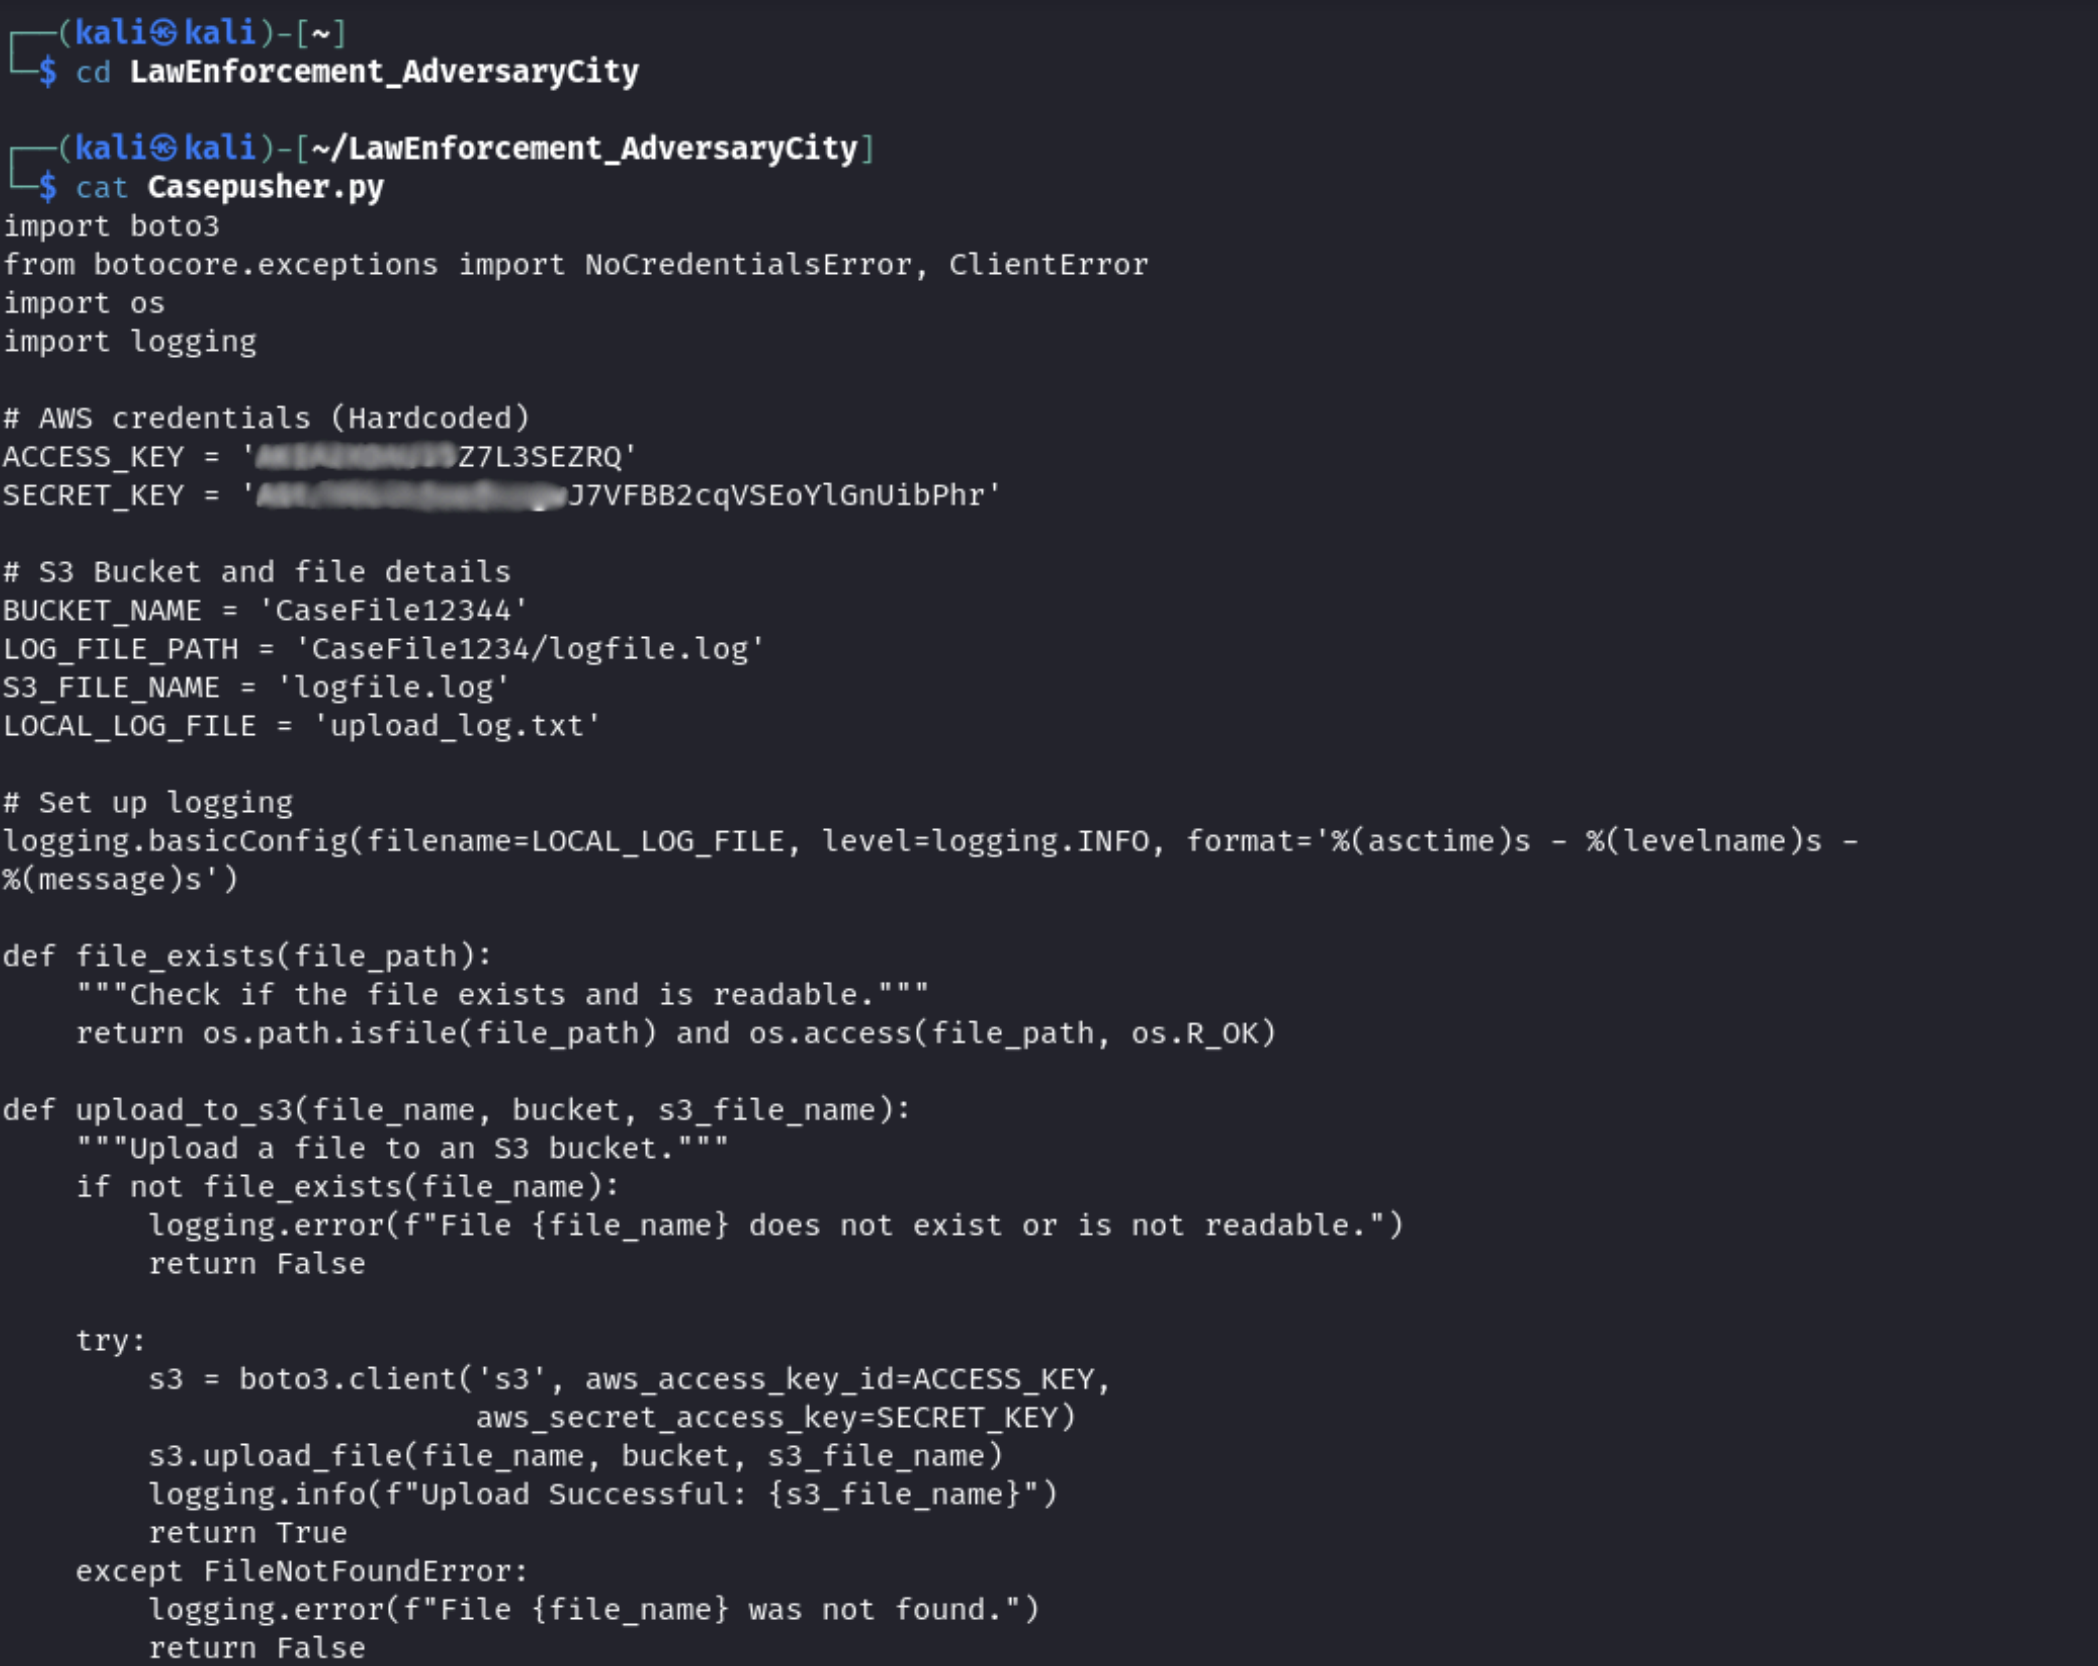 (kali㉿kali)-[~]
$ cd LawEnforcement_AdversaryCity
(kali㉿kali)-[~/LawEnforcement_AdversaryCity]
$ cat Casepusher.py
import boto3
from botocore.exceptions import NoCredentialsError, ClientError
import os
import logging
# AWS credentials (Hardcoded)
ACCESS_KEY = 'Z7L3SEZRQ'
SECRET_KEY = 'J7VFBB2cqVSEoYlGnUibPhr'
# S3 Bucket and file details
BUCKET_NAME = 'CaseFile12344'
LOG_FILE_PATH = 'CaseFile1234/logfile.log'
S3_FILE_NAME = 'logfile.log'
LOCAL_LOG_FILE = 'upload_log.txt'
# Set up logging
logging.basicConfig(filename=LOCAL_LOG_FILE, level=logging.INFO, format='%(asctime)s - %(levelname)s -
%(message)s')
def file_exists(file_path):
    """Check if the file exists and is readable."""
    return os.path.isfile(file_path) and os.access(file_path, os.R_OK)
def upload_to_s3(file_name, bucket, s3_file_name):
    """Upload a file to an S3 bucket."""
    if not file_exists(file_name):
        logging.error(f"File {file_name} does not exist or is not readable.")
        return False
    try:
        s3 = boto3.client('s3', aws_access_key_id=ACCESS_KEY,
                          aws_secret_access_key=SECRET_KEY)
        s3.upload_file(file_name, bucket, s3_file_name)
        logging.info(f"Upload Successful: {s3_file_name}")
        return True
    except FileNotFoundError:
        logging.error(f"File {file_name} was not found.")
        return False